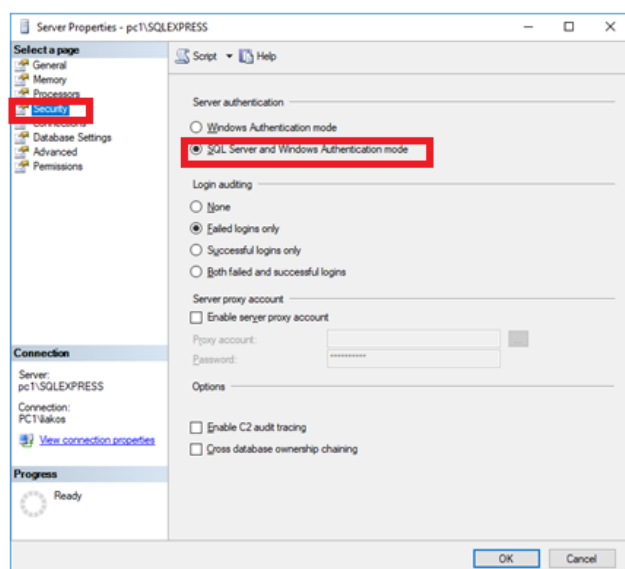 Server Properties - pc1\SQLEXPRESS
Select a page
General
Memory
Processors
Security
Connections
Database Settings
Advanced
Permissions
Script
Help
Server authentication
Windows Authentication mode
SQL Server and Windows Authentication mode
Login auditing
None
Failed logins only
Successful logins only
Both failed and successful logins
Server proxy account
Enable server proxy account
Proxy account:
...
Password:
**********
Options
Enable C2 audit tracing
Cross database ownership chaining
Connection
Server:
pc1\SQLEXPRESS
Connection:
PC1\liakos
View connection properties
Progress
Ready
OK
Cancel